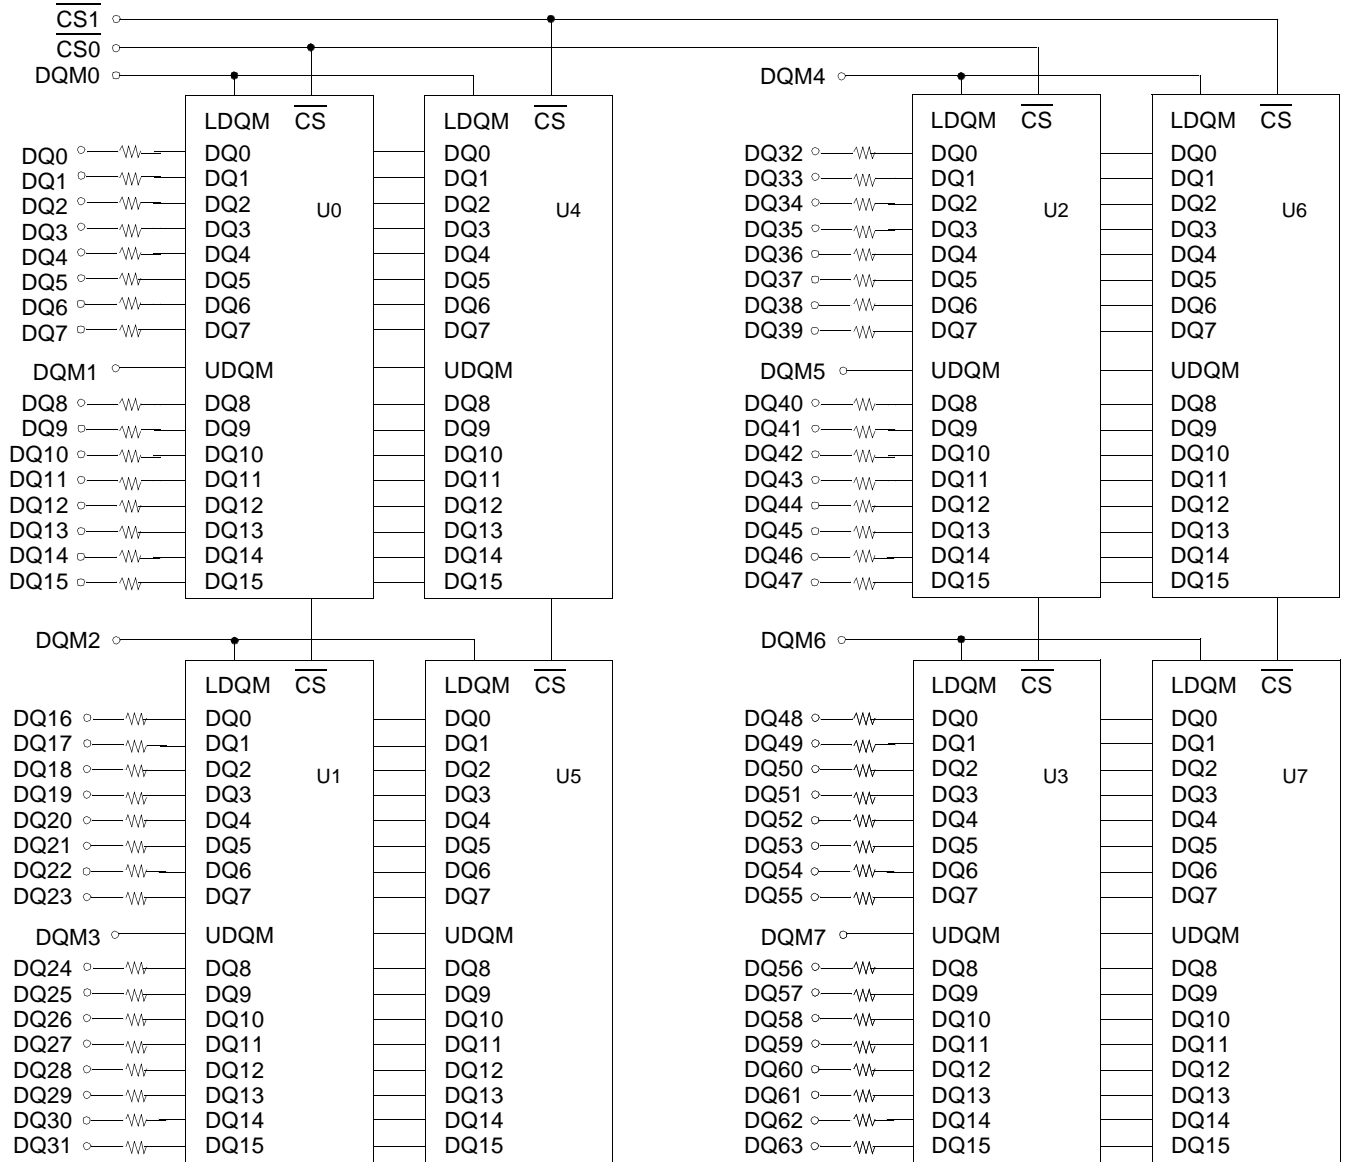 CS1
CS0
DQM0 DQM4
LDQM CS LDQM CS LDQM CS LDQM CS
DQ0 DQ0 DQ0 DQ32 DQ0 DQ0
DQ1 DQ1 DQ1 DQ33 DQ1 DQ1
DQ2 DQ2 U0 DQ2 U4 DQ34 DQ2 U2 DQ2 U6
DQ3 DQ3 DQ3 DQ35 DQ3 DQ3
DQ4 DQ4 DQ4 DQ36 DQ4 DQ4
DQ5 DQ5 DQ5 DQ37 DQ5 DQ5
DQ6 DQ6 DQ6 DQ38 DQ6 DQ6
DQ7 DQ7 DQ7 DQ39 DQ7 DQ7
DQM1 UDQM UDQM DQM5 UDQM UDQM
DQ8 DQ8 DQ8 DQ40 DQ8 DQ8
DQ9 DQ9 DQ9 DQ41 DQ9 DQ9
DQ10 DQ10 DQ10 DQ42 DQ10 DQ10
DQ11 DQ11 DQ11 DQ43 DQ11 DQ11
DQ12 DQ12 DQ12 DQ44 DQ12 DQ12
DQ13 DQ13 DQ13 DQ45 DQ13 DQ13
DQ14 DQ14 DQ14 DQ46 DQ14 DQ14
DQ15 DQ15 DQ15 DQ47 DQ15 DQ15
DQM2 DQM6
LDQM CS LDQM CS LDQM CS LDQM CS
DQ16 DQ0 DQ0 DQ48 DQ0 DQ0
DQ17 DQ1 DQ1 DQ49 DQ1 DQ1
DQ18 DQ2 U1 DQ2 U5 DQ50 DQ2 U3 DQ2 U7
DQ19 DQ3 DQ3 DQ51 DQ3 DQ3
DQ20 DQ4 DQ4 DQ52 DQ4 DQ4
DQ21 DQ5 DQ5 DQ53 DQ5 DQ5
DQ22 DQ6 DQ6 DQ54 DQ6 DQ6
DQ23 DQ7 DQ7 DQ55 DQ7 DQ7
DQM3 UDQM UDQM DQM7 UDQM UDQM
DQ24 DQ8 DQ8 DQ56 DQ8 DQ8
DQ25 DQ9 DQ9 DQ57 DQ9 DQ9
DQ26 DQ10 DQ10 DQ58 DQ10 DQ10
DQ27 DQ11 DQ11 DQ59 DQ11 DQ11
DQ28 DQ12 DQ12 DQ60 DQ12 DQ12
DQ29 DQ13 DQ13 DQ61 DQ13 DQ13
DQ30 DQ14 DQ14 DQ62 DQ14 DQ14
DQ31 DQ15 DQ15 DQ63 DQ15 DQ15